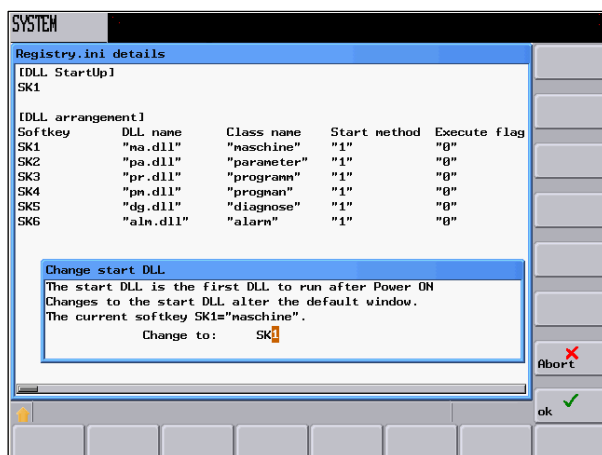 SYSTEM
Registry.ini details
[DLL StartUp]
SK1
[DLL arrangement]
Softkey DLL name Class name Start method Execute flag
SK1 "ma.dll" "maschine" "1" "0"
SK2 "pa.dll" "parameter" "1" "0"
SK3 "pr.dll" "programm" "1" "0"
SK4 "pm.dll" "progman" "1" "0"
SK5 "dg.dll" "diagnose" "1" "0"
SK6 "alm.dll" "alarm" "1" "0"
Change start DLL
The start DLL is the first DLL to run after Power ON
Changes to the start DLL alter the default window.
The current softkey SK1="maschine".
Change to: SK1
Abort
ok